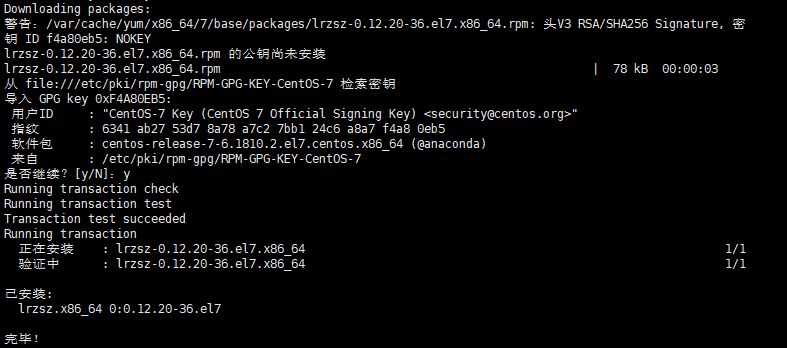 Downloading packages:
警告：/var/cache/yum/x86_64/7/base/packages/lrzsz-0.12.20-36.el7.x86_64.rpm: 头V3 RSA/SHA256 Signature, 密
钥 ID f4a80eb5: NOKEY
lrzsz-0.12.20-36.el7.x86_64.rpm 的公钥尚未安装
lrzsz-0.12.20-36.el7.x86_64.rpm | 78 kB 00:00:03
从 file:///etc/pki/rpm-gpg/RPM-GPG-KEY-CentOS-7 检索密钥
导入 GPG key 0xF4A80EB5:
用户ID : "CentOS-7 Key (CentOS 7 Official Signing Key) <security@centos.org>"
指纹 : 6341 ab27 53d7 8a78 a7c2 7bb1 24c6 a8a7 f4a8 0eb5
软件包 : centos-release-7-6.1810.2.el7.centos.x86_64 (@anaconda)
来自 : /etc/pki/rpm-gpg/RPM-GPG-KEY-CentOS-7
是否继续？[y/N]：y
Running transaction check
Running transaction test
Transaction test succeeded
Running transaction
正在安装 : lrzsz-0.12.20-36.el7.x86_64 1/1
验证中 : lrzsz-0.12.20-36.el7.x86_64 1/1
已安装:
lrzsz.x86_64 0:0.12.20-36.el7
完毕！